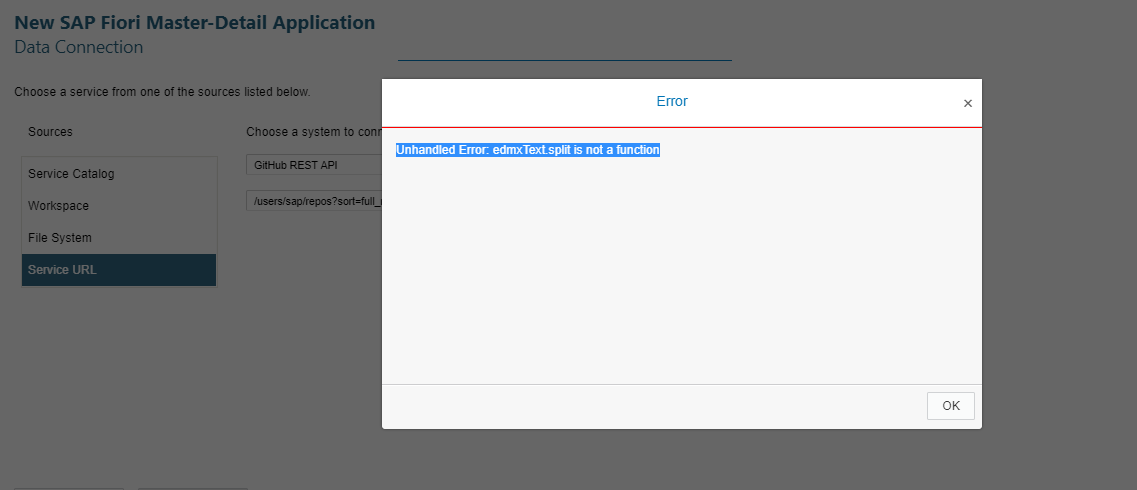 New SAP Fiori Master-Detail Application
Data Connection
Choose a service from one of the sources listed below.
Sources
Service Catalog
Workspace
File System
Service URL
Choose a system to conn
GitHub REST API
/users/sap/repos?sort=full_
Error
×
Unhandled Error: edmxText.split is not a function
OK